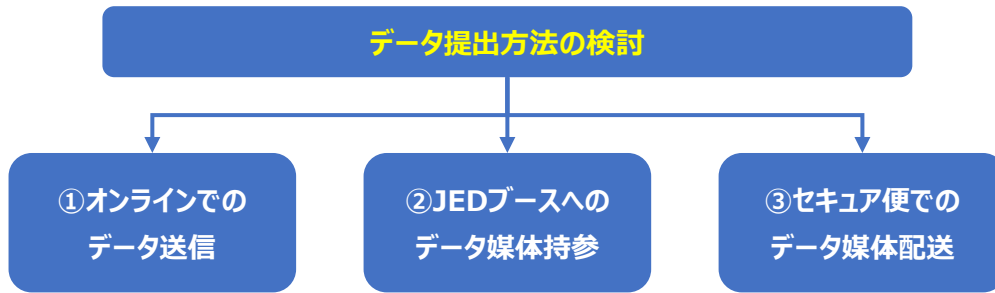 データ提出方法の検討
①オンラインでの
データ送信
②JEDブースへの
データ媒体持参
③セキュア便での
データ媒体配送